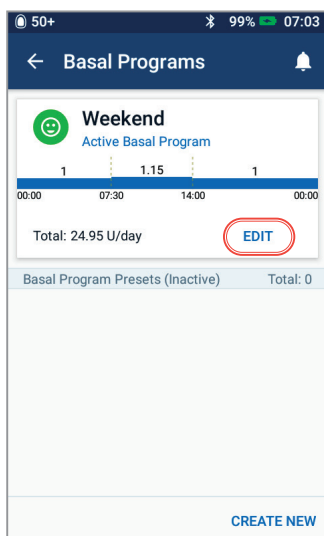 50+ 99% 07:03
Basal Programs
Weekend
Active Basal Program
1 1.15 1
00:00 07:30 14:00 00:00
Total: 24.95 U/day EDIT
Basal Program Presets (Inactive) Total: 0
CREATE NEW